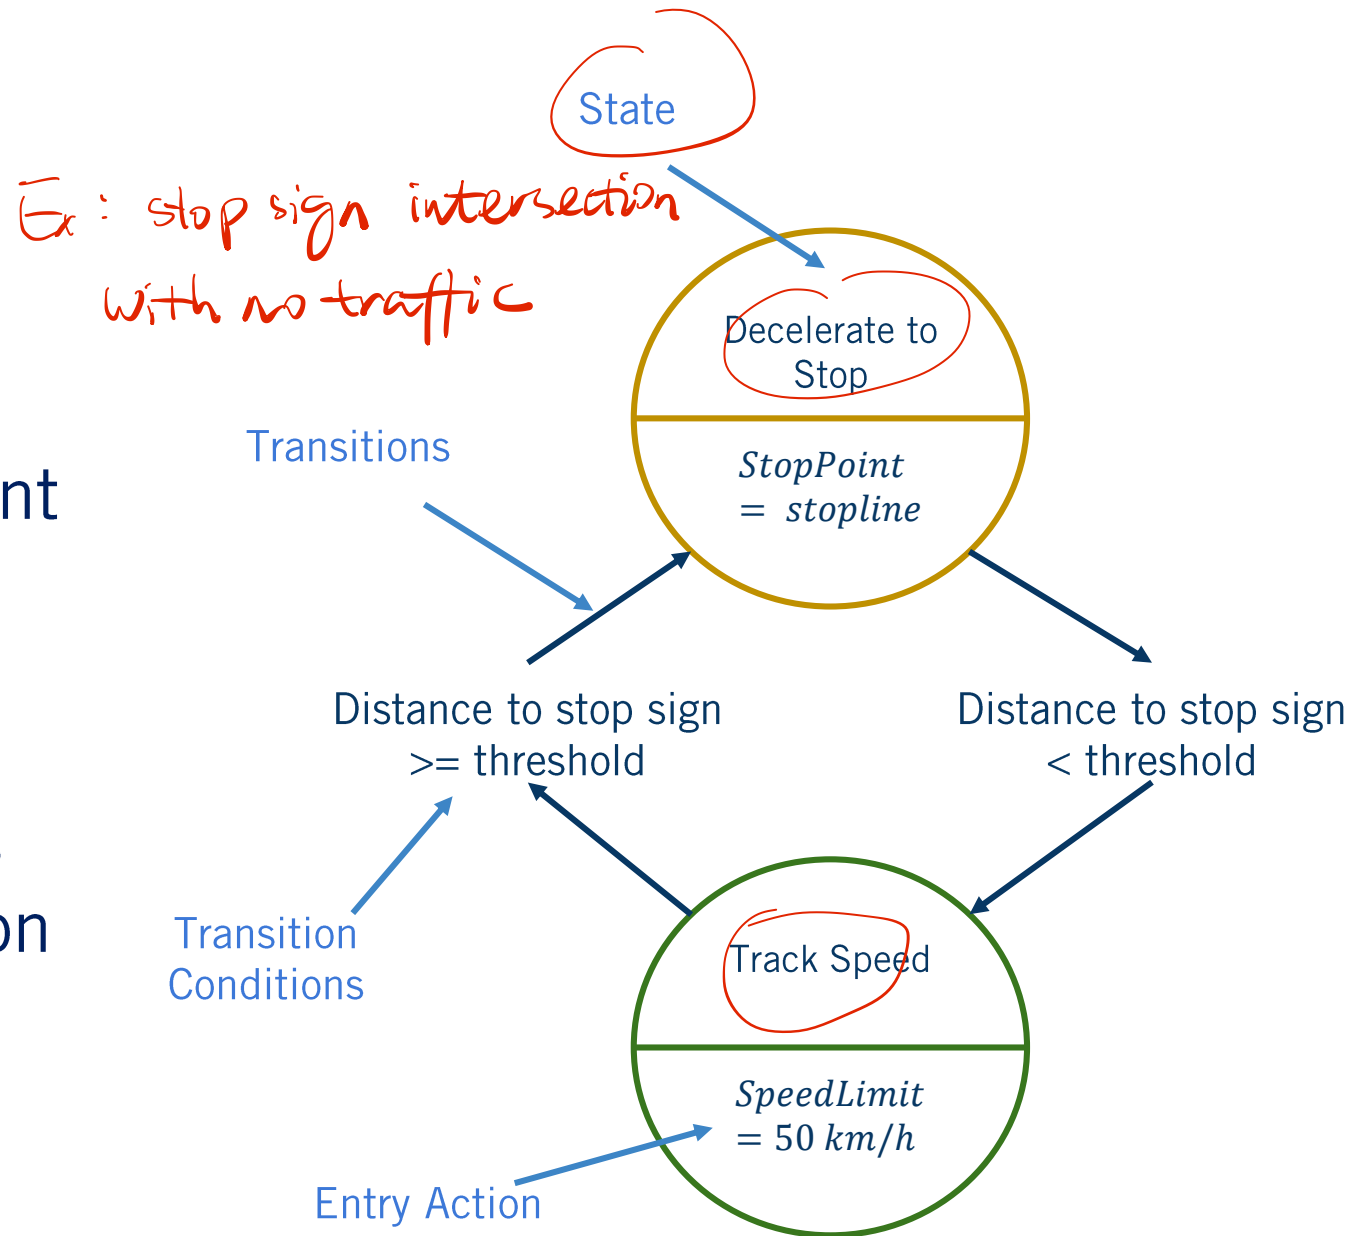 State
Ex: stop sign intersection
with no traffic
Decelerate to
Stop
Transitions
StopPoint
= stopline
nt
Distance to stop sign
>= threshold
Distance to stop sign
< threshold
on
Transition
Conditions
Track Speed
SpeedLimit
= 50 km/h
Entry Action